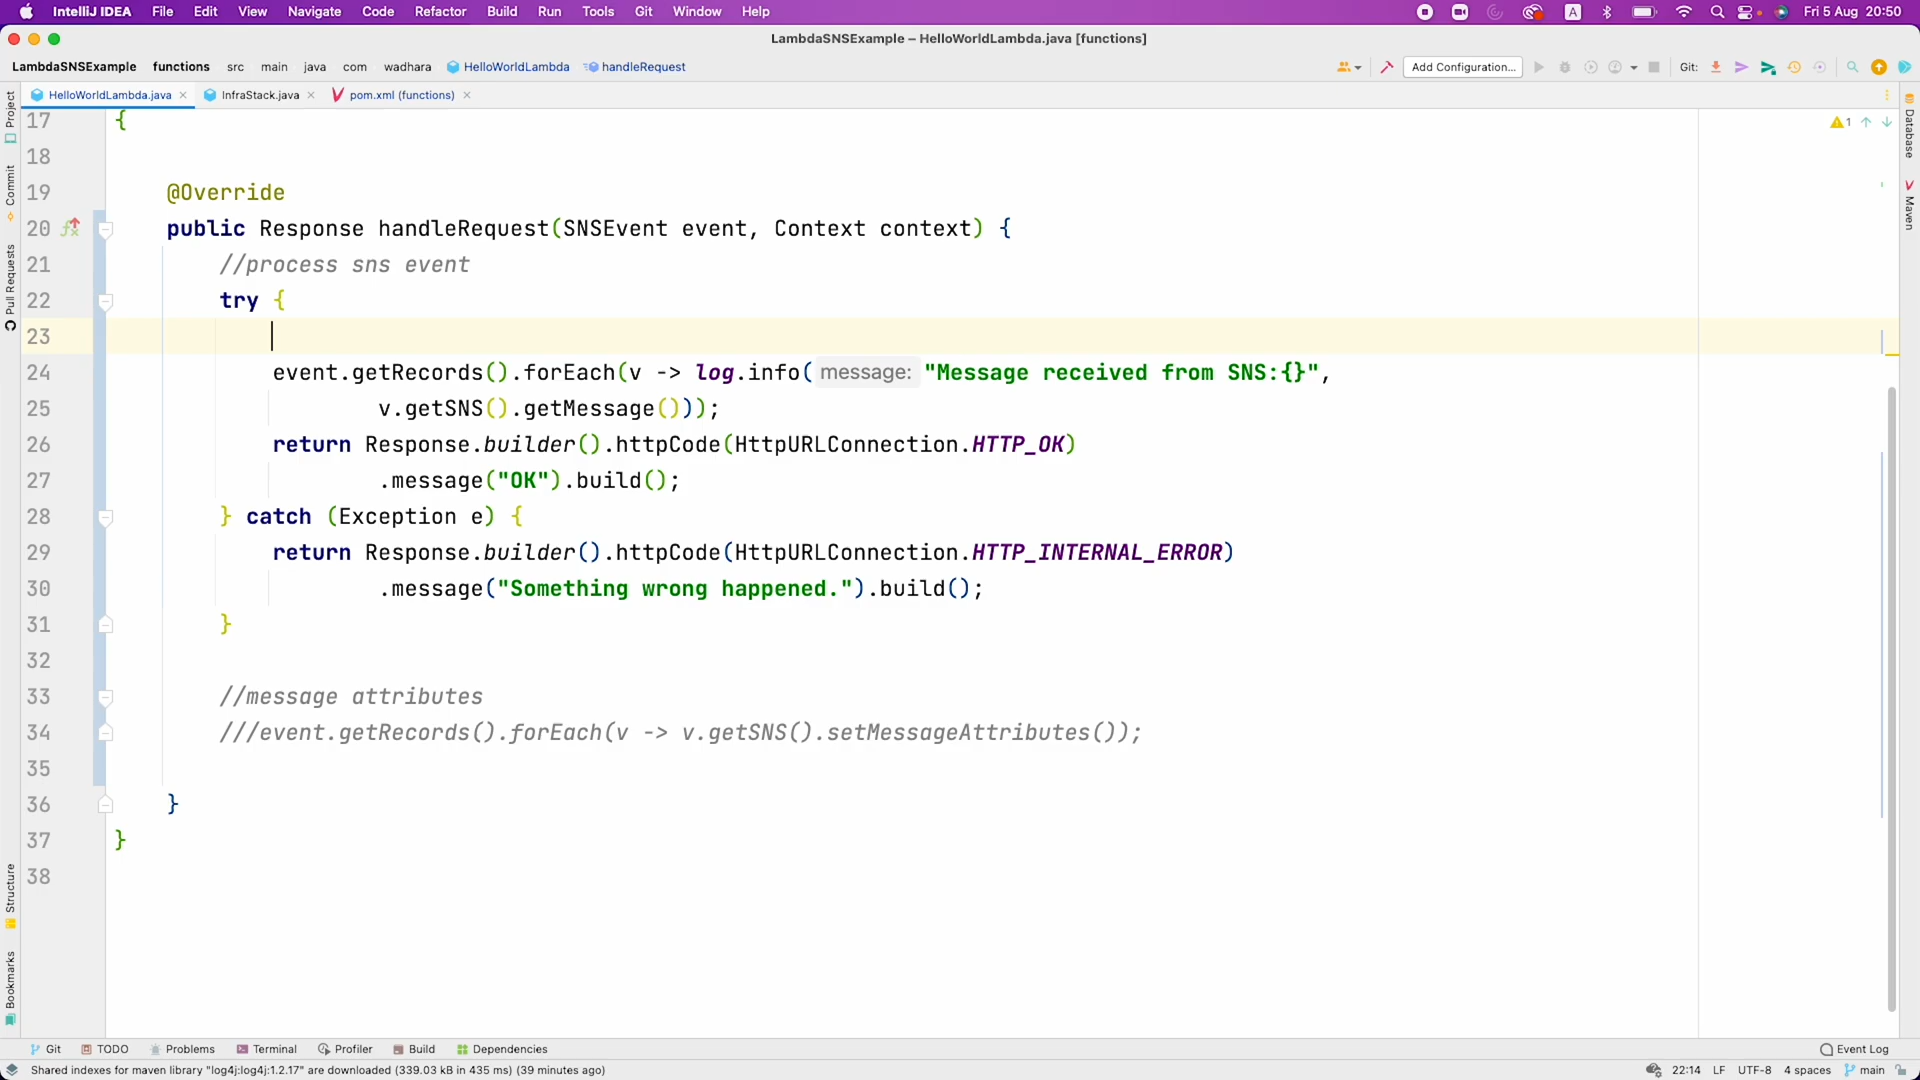 IntelliJ IDEA File Edit View Navigate Code Refactor Build Run Tools Git Window Help A Fri 5 Aug 20:50
LambdaSNSExample – HelloWorldLambda.java [functions]
LambdaSNSExample functions src main java com wadhara HelloWorldLambda handleRequest Add Configuration... Git:
HelloWorldLambda.java InfraStack.java pom.xml (functions)
Project
Commit
Pull Requests
Structure
Bookmarks
Database
Maven
1
17 {
18
19 @Override
20 public Response handleRequest(SNSEvent event, Context context) {
21 //process sns event
22 try {
23
24 event.getRecords().forEach(v -> log.info( message: "Message received from SNS:{}",
25 v.getSNS().getMessage()));
26 return Response.builder().httpCode(HttpURLConnection.HTTP_OK)
27 .message("OK").build();
28 } catch (Exception e) {
29 return Response.builder().httpCode(HttpURLConnection.HTTP_INTERNAL_ERROR)
30 .message("Something wrong happened.").build();
31 }
32
33 //message attributes
34 ///event.getRecords().forEach(v -> v.getSNS().setMessageAttributes());
35
36 }
37 }
38
Git TODO Problems Terminal Profiler Build Dependencies Event Log
Shared indexes for maven library "log4j:log4j:1.2.17" are downloaded (339.03 kB in 435 ms) (39 minutes ago) 22:14 LF UTF-8 4 spaces main